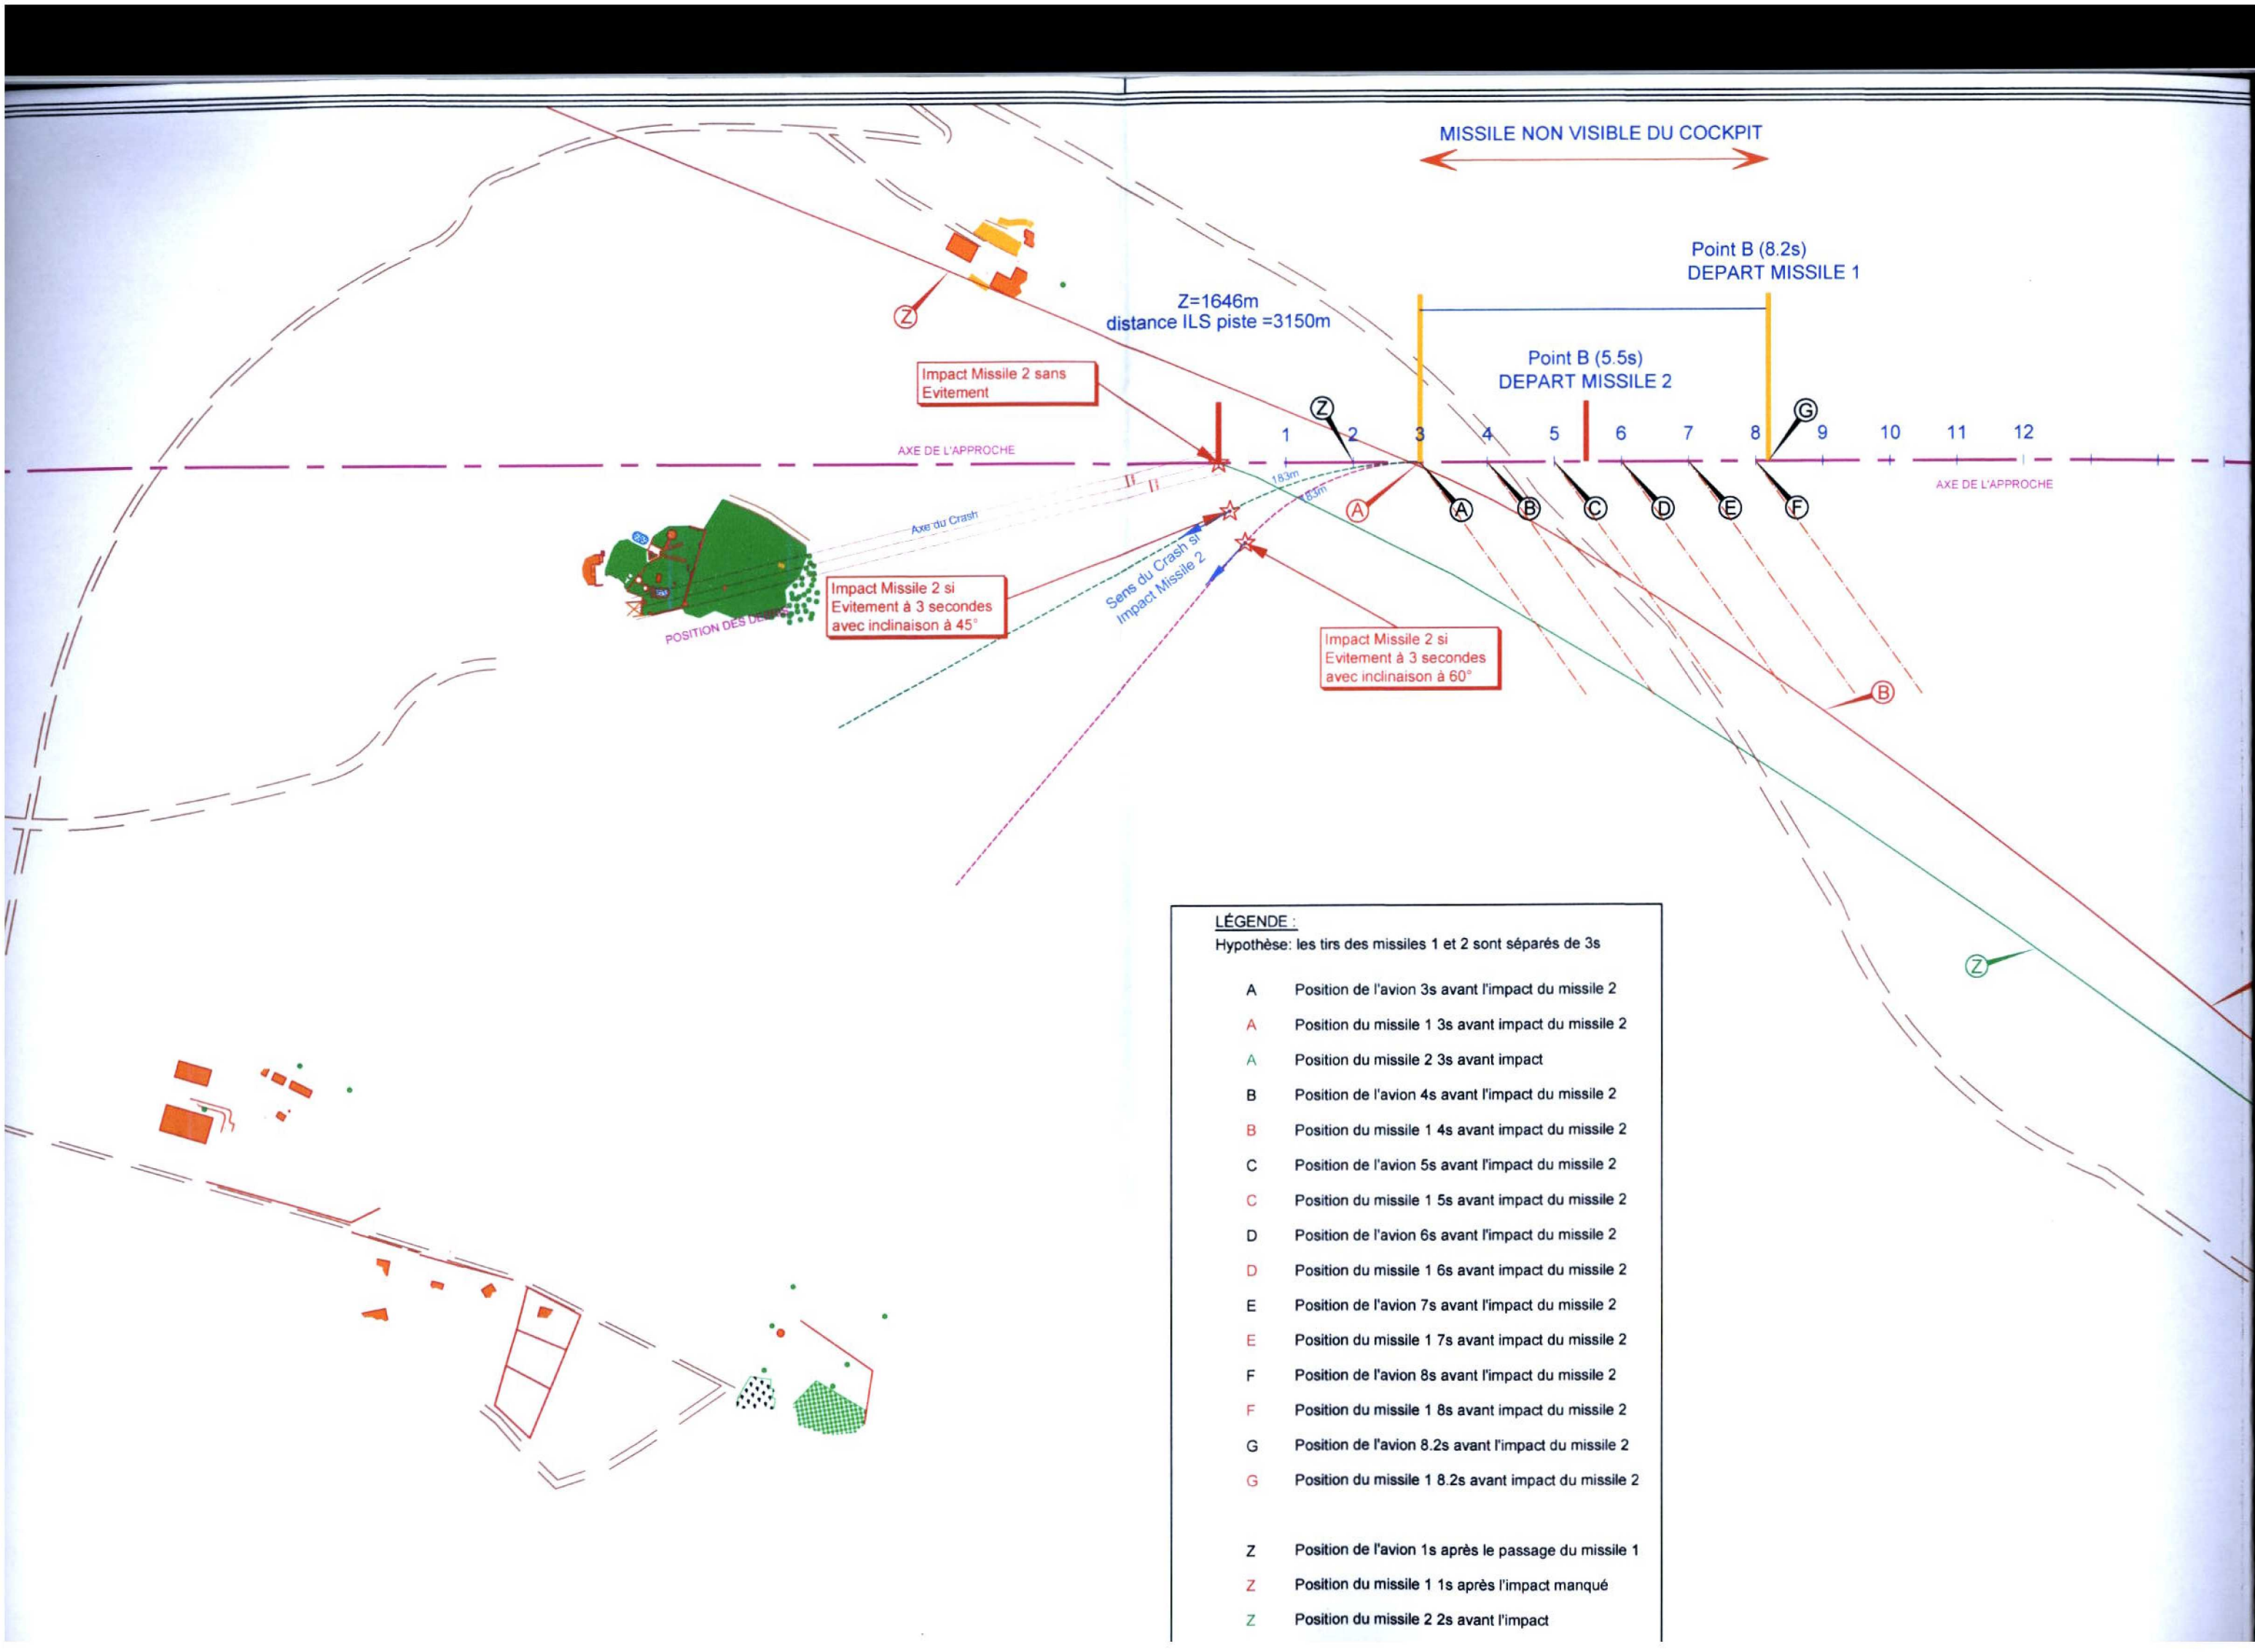 MISSILE NON VISIBLE DU COCKPIT
Point B (8.2s)
DEPART MISSILE 1
Z=1646m
distance ILS piste =3150m
Z
Point B (5.5s)
DEPART MISSILE 2
Impact Missile 2 sans
Evitement
Z
G
1 2 3 4 5 6 7 8 9 10 11 12
AXE DE L'APPROCHE
AXE DE L'APPROCHE
183m
183m
A
A
B
C
D
E
F
Axe du Crash
Sens du Crash si
Impact Missile 2
Impact Missile 2 si
Evitement à 3 secondes
avec inclinaison à 45°
POSITION DES
Impact Missile 2 si
Evitement à 3 secondes
avec inclinaison à 60°
B
Z
LÉGENDE :
Hypothèse: les tirs des missiles 1 et 2 sont séparés de 3s
A Position de l'avion 3s avant l'impact du missile 2
A Position du missile 1 3s avant impact du missile 2
A Position du missile 2 3s avant impact
B Position de l'avion 4s avant l'impact du missile 2
B Position du missile 1 4s avant impact du missile 2
C Position de l'avion 5s avant l'impact du missile 2
C Position du missile 1 5s avant impact du missile 2
D Position de l'avion 6s avant l'impact du missile 2
D Position du missile 1 6s avant impact du missile 2
E Position de l'avion 7s avant l'impact du missile 2
E Position du missile 1 7s avant impact du missile 2
F Position de l'avion 8s avant l'impact du missile 2
F Position du missile 1 8s avant impact du missile 2
G Position de l'avion 8.2s avant l'impact du missile 2
G Position du missile 1 8.2s avant impact du missile 2
Z Position de l'avion 1s après le passage du missile 1
Z Position du missile 1 1s après l'impact manqué
Z Position du missile 2 2s avant l'impact